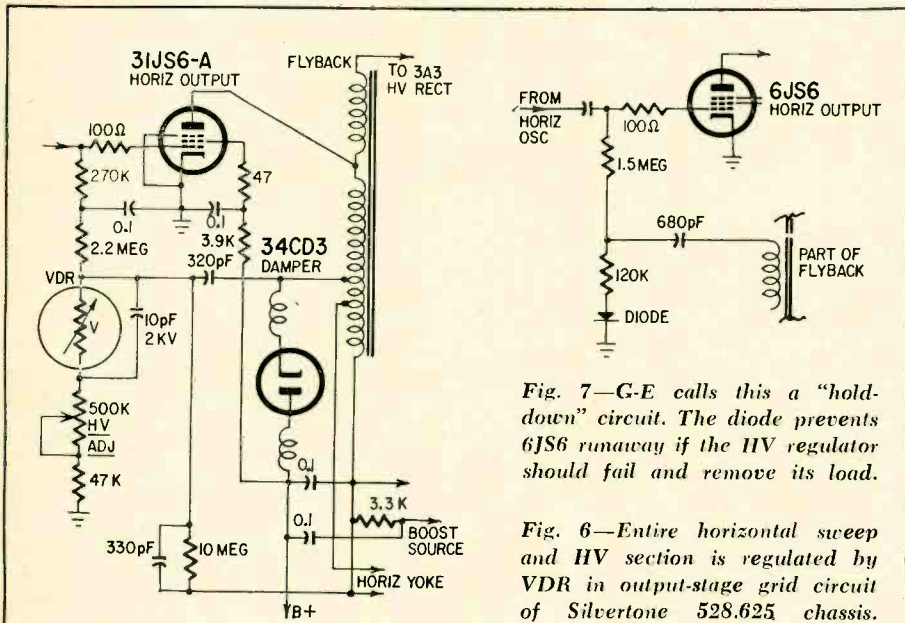 31JS6-A
HORIZ OUTPUT
FLYBACK
TO 3A3
HV RECT
100Ω
270K
47
0.1
0.1
2.2 MEG
3.9K
320pF
34CD3
DAMPER
VDR
V
10pF
2KV
500K
HV
ADJ
47K
0.1
3.3 K
0.1
BOOST
SOURCE
330pF
10 MEG
HORIZ YOKE
B+
FROM
HORIZ
OSC
100Ω
6JS6
HORIZ OUTPUT
1.5 MEG
680pF
PART OF
FLYBACK
120K
DIODE
Fig. 7—G-E calls this a "hold-
down" circuit. The diode prevents
6JS6 runaway if the HV regulator
should fail and remove its load.
Fig. 6—Entire horizontal sweep
and HV section is regulated by
VDR in output-stage grid circuit
of Silvertone 528.625 chassis.